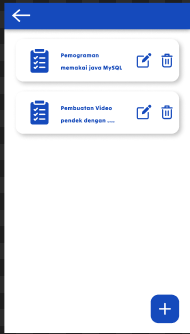 Pemograman
memakai java MySQL
Pembuatan Video
pendek dengan .....